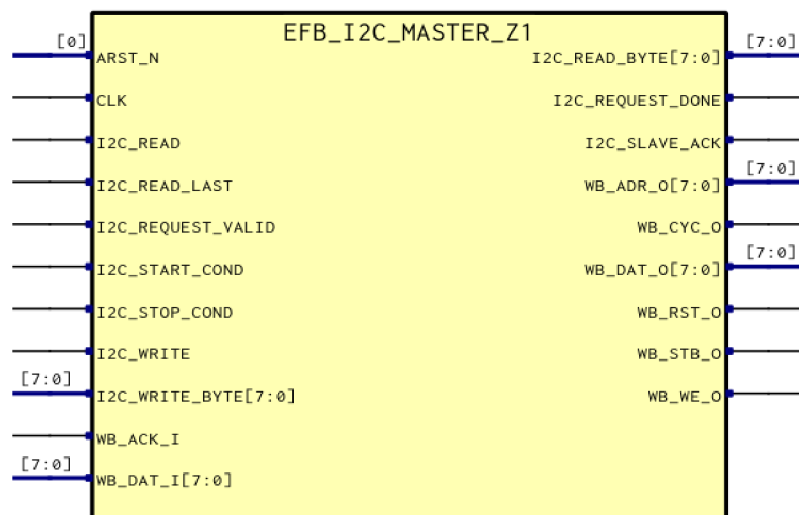 EFB_I2C_MASTER_Z1
[0] ARST_N I2C_READ_BYTE[7:0] [7:0]
CLK I2C_REQUEST_DONE
I2C_READ I2C_SLAVE_ACK
I2C_READ_LAST WB_ADR_O[7:0] [7:0]
I2C_REQUEST_VALID WB_CYC_O
I2C_START_COND WB_DAT_O[7:0] [7:0]
I2C_STOP_COND WB_RST_O
I2C_WRITE WB_STB_O
[7:0] I2C_WRITE_BYTE[7:0] WB_WE_O
WB_ACK_I
[7:0] WB_DAT_I[7:0]